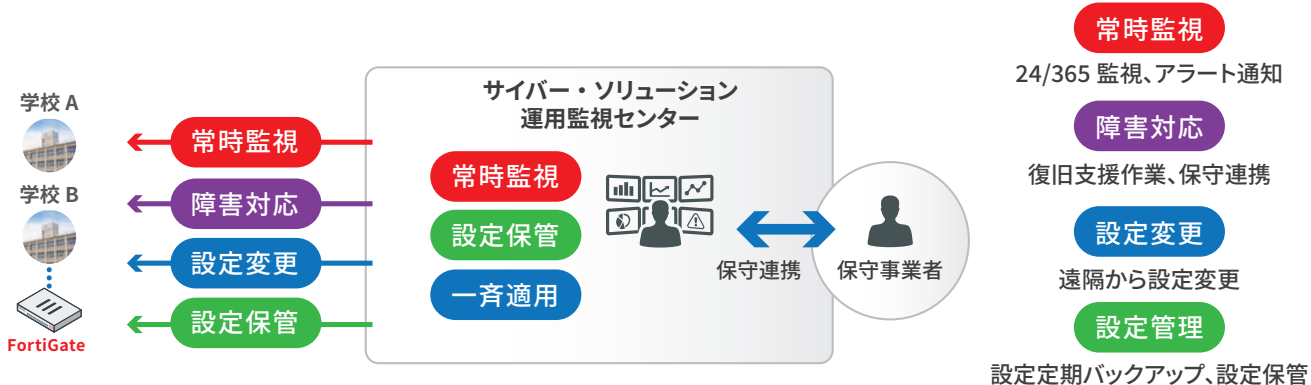 学校 A
学校 B
FortiGate
常時監視
障害対応
設定変更
設定保管
サイバー・ソリューション
運用監視センター
常時監視
設定保管
一斉適用
保守連携
保守事業者
常時監視
24/365 監視、アラート通知
障害対応
復旧支援作業、保守連携
設定変更
遠隔から設定変更
設定管理
設定定期バックアップ、設定保管